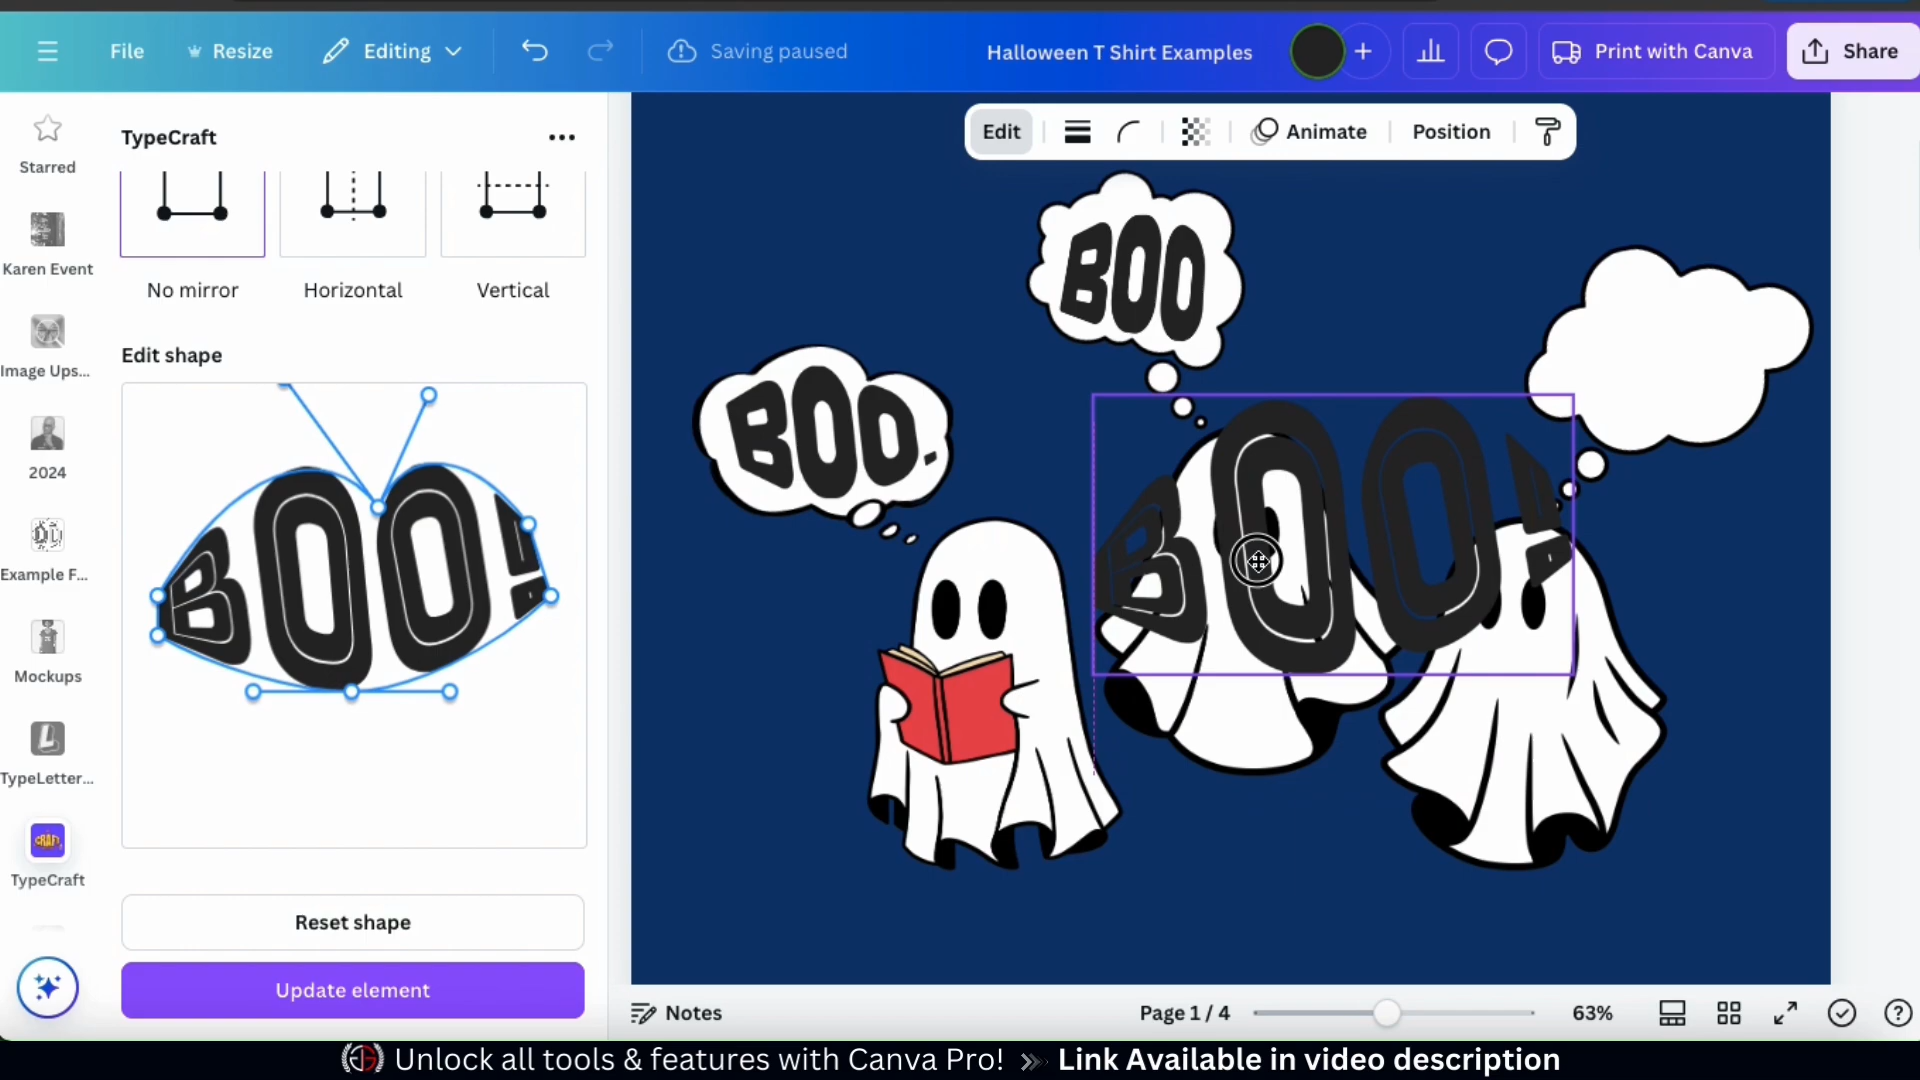 File
Resize
Editing
Saving paused
Halloween T Shirt Examples
Print with Canva
Share
Starred
Karen Event
Image Ups...
2024
Example F...
Mockups
TypeLetter...
TypeCraft
TypeCraft
No mirror
Horizontal
Vertical
Edit shape
BOO!
Reset shape
Update element
Edit
Animate
Position
BOO
BOO.
BOO!
Notes
Page 1 / 4
63%
Unlock all tools & features with Canva Pro! Link Available in video description